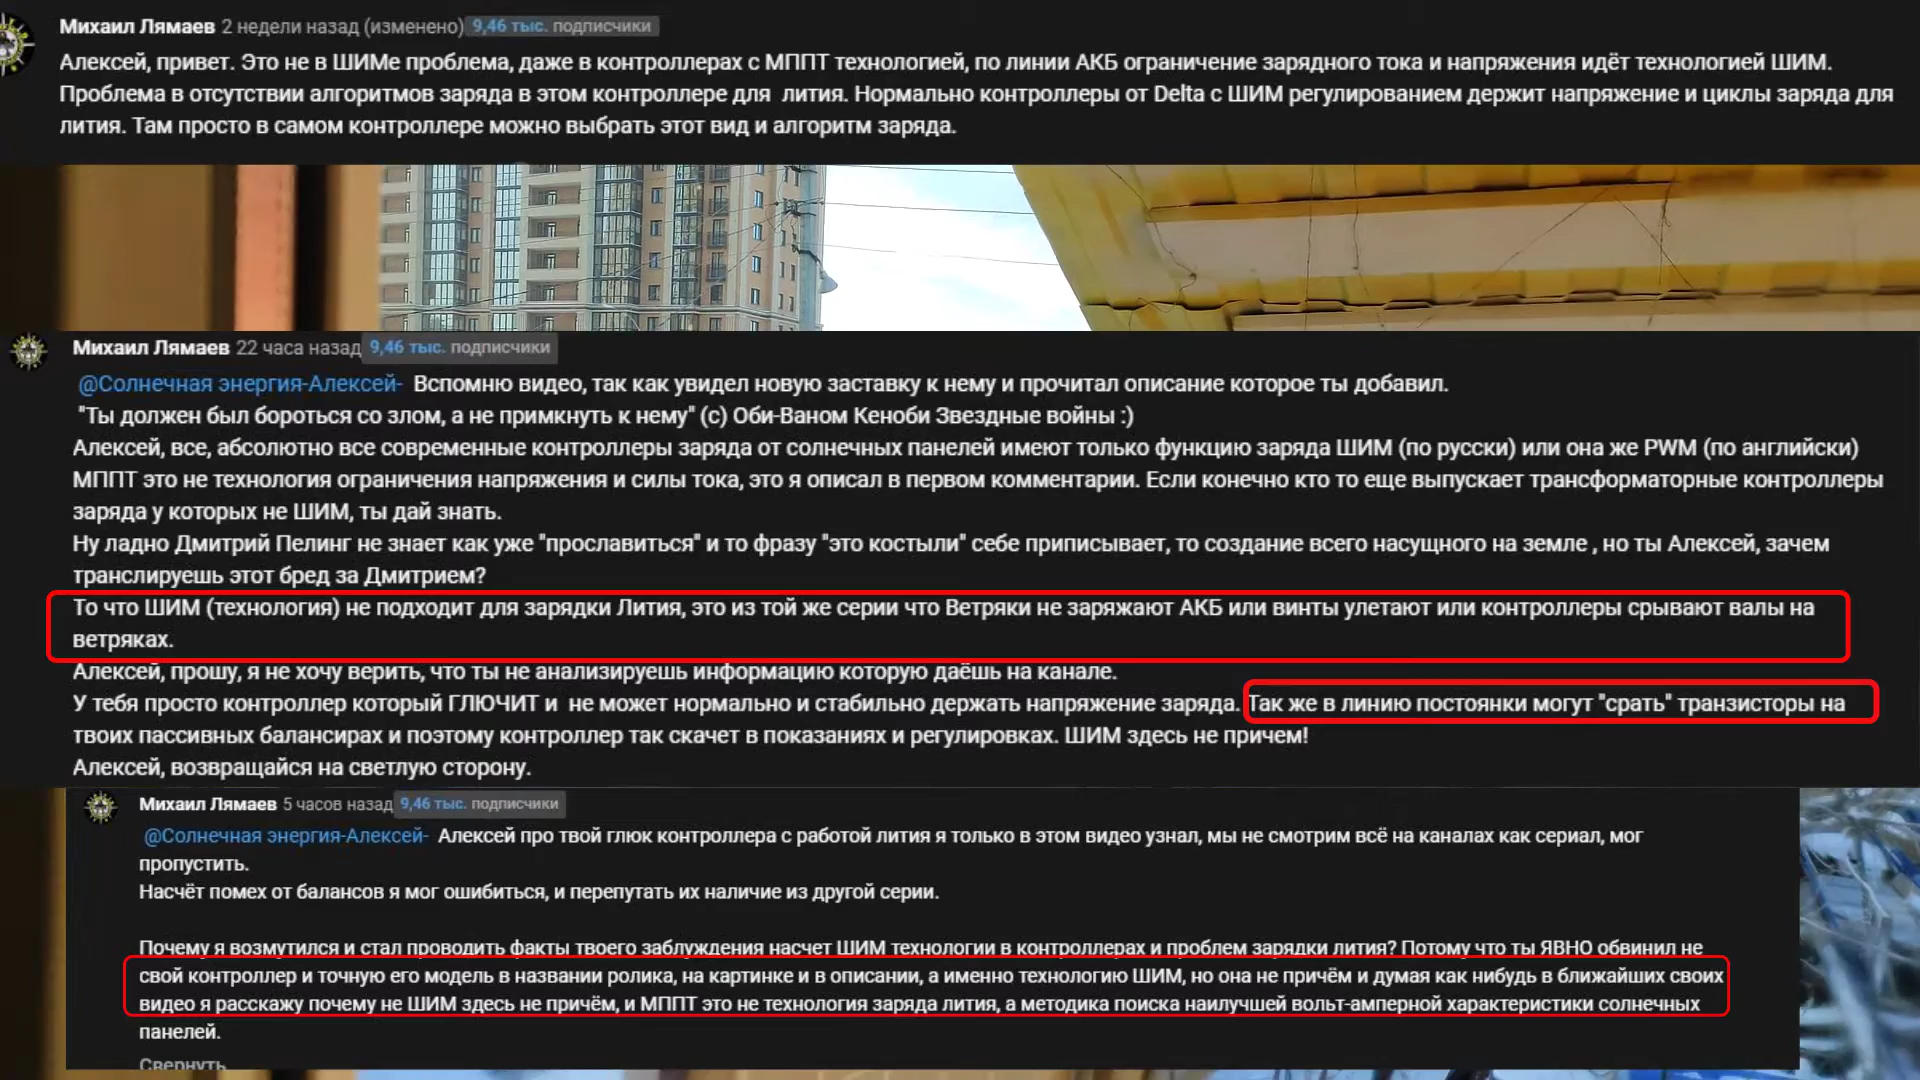 Михаил Лямаев 2 недели назад (изменено) 9,46 тыс. подписчики
Алексей, привет. Это не в ШИМе проблема, даже в контроллерах с МППТ технологией, по линии АКБ ограничение зарядного тока и напряжения идёт технологией ШИМ.
Проблема в отсутствии алгоритмов заряда в этом контроллере для лития. Нормально контроллеры от Delta с ШИМ регулированием держит напряжение и циклы заряда для
лития. Там просто в самом контроллере можно выбрать этот вид и алгоритм заряда.
Михаил Лямаев 22 часа назад 9,46 тыс. подписчики
@Солнечная энергия-Алексей- Вспомню видео, так как увидел новую заставку к нему и прочитал описание которое ты добавил.
"Ты должен был бороться со злом, а не примкнуть к нему" (с) Оби-Ваном Кеноби Звездные войны :)
Алексей, все, абсолютно все современные контроллеры заряда от солнечных панелей имеют только функцию заряда ШИМ (по русски) или она же PWM (по английски)
МППТ это не технология ограничения напряжения и силы тока, это я описал в первом комментарии. Если конечно кто то еще выпускает трансформаторные контроллеры
заряда у которых не ШИМ, ты дай знать.
Ну ладно Дмитрий Пелинг не знает как уже "прославиться" и то фразу "это костыли" себе приписывает, то создание всего насущного на земле , но ты Алексей, зачем
транслируешь этот бред за Дмитрием?
То что ШИМ (технология) не подходит для зарядки Лития, это из той же серии что Ветряки не заряжают АКБ или винты улетают или контроллеры срывают валы на
ветряках.
Алексей, прошу, я не хочу верить, что ты не анализируешь информацию которую даёшь на канале.
У тебя просто контроллер который ГЛЮЧИТ и не может нормально и стабильно держать напряжение заряда. Так же в линию постоянки могут "срать" транзисторы на
твоих пассивных балансирах и поэтому контроллер так скачет в показаниях и регулировках. ШИМ здесь не причем!
Алексей, возвращайся на светлую сторону.
Михаил Лямаев 5 часов назад 9,46 тыс. подписчики
@Солнечная энергия-Алексей- Алексей про твой глюк контроллера с работой лития я только в этом видео узнал, мы не смотрим всё на каналах как сериал, мог
пропустить.
Насчёт помех от балансов я мог ошибиться, и перепутать их наличие из другой серии.
Почему я возмутился и стал проводить факты твоего заблуждения насчет ШИМ технологии в контроллерах и проблем зарядки лития? Потому что ты ЯВНО обвинил не
свой контроллер и точную его модель в названии ролика, на картинке и в описании, а именно технологию ШИМ, но она не причём и думая как нибудь в ближайших своих
видео я расскажу почему не ШИМ здесь не причём, и МППТ это не технология заряда лития, а методика поиска наилучшей вольт-амперной характеристики солнечных
панелей.
Свернуть